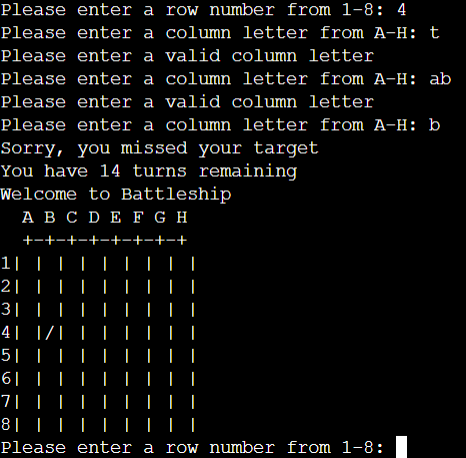 Please enter a row number from 1-8: 4
Please enter a column letter from A-H: t
Please enter a valid column letter
Please enter a column letter from A-H: ab
Please enter a valid column letter
Please enter a column letter from A-H: b
Sorry, you missed your target
You have 14 turns remaining
Welcome to Battleship
  A B C D E F G H
  +-+-+-+-+-+-+-+
1| | | | | | | | |
2| | | | | | | | |
3| | | | | | | | |
4| |/| | | | | | |
5| | | | | | | | |
6| | | | | | | | |
7| | | | | | | | |
8| | | | | | | | |
Please enter a row number from 1-8: